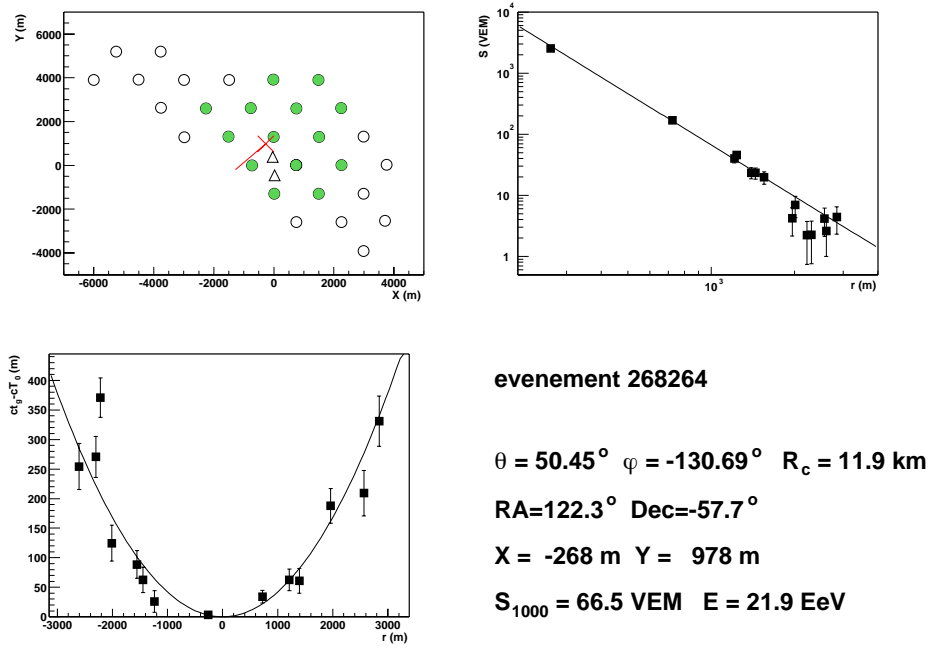 Y (m)
6000
4000
2000
0
-2000
-4000
-6000 -4000 -2000 0 2000 4000
X (m)
S (VEM)
10^4
10^3
10^2
10
1
10^3
r (m)
ct_g-cT_0 (m)
400
350
300
250
200
150
100
50
0
-3000 -2000 -1000 0 1000 2000 3000
r (m)
evenement 268264
θ = 50.45° φ = -130.69° R_c = 11.9 km
RA=122.3° Dec=-57.7°
X = -268 m Y = 978 m
S_1000 = 66.5 VEM E = 21.9 EeV